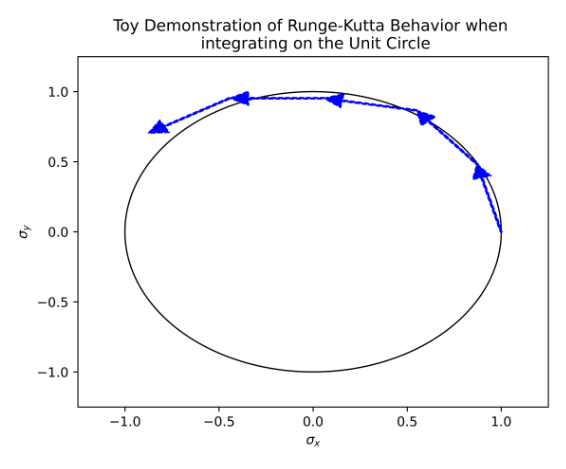 Toy Demonstration of Runge-Kutta Behavior when
integrating on the Unit Circle
1.0
0.5
0.0
−0.5
−1.0
σy
−1.0 −0.5 0.0 0.5 1.0
σx